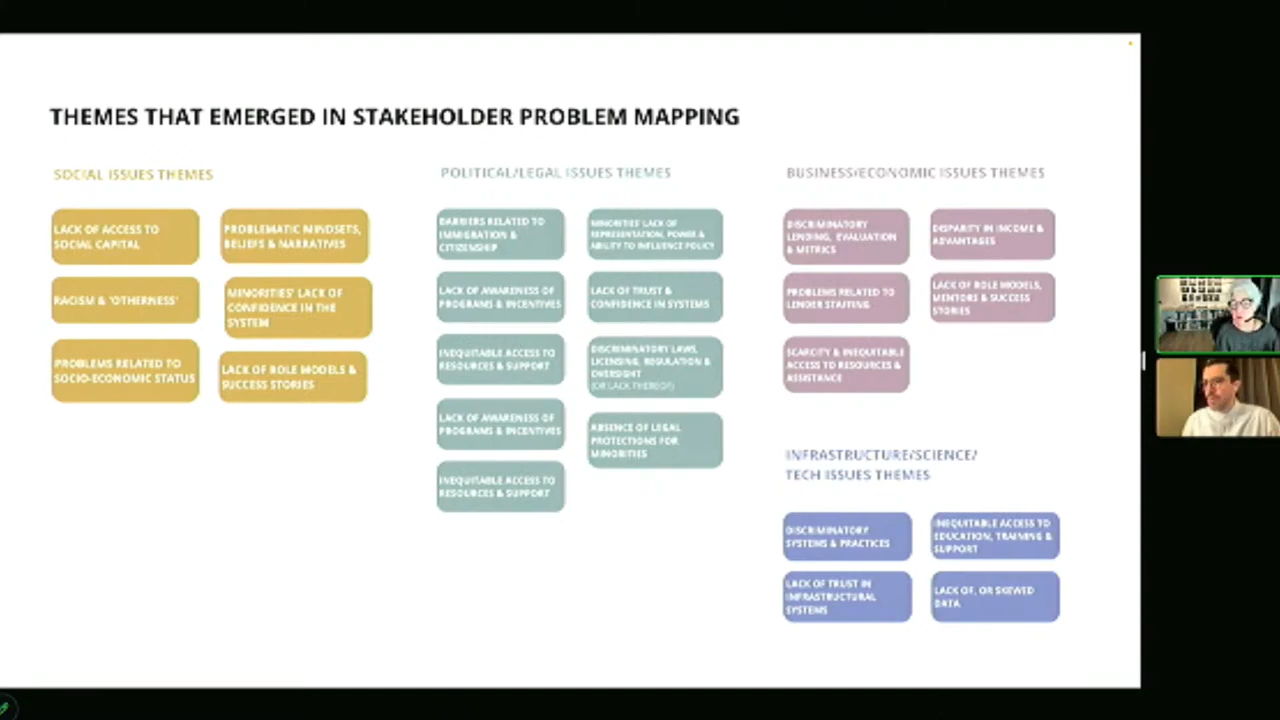 THEMES THAT EMERGED IN STAKEHOLDER PROBLEM MAPPING
SOCIAL ISSUES THEMES
LACK OF ACCESS TO
SOCIAL CAPITAL
PROBLEMATIC MINDSETS,
BELIEFS & NARRATIVES
RACISM & 'OTHERNESS'
MINORITIES' LACK OF
CONFIDENCE IN THE
SYSTEM
PROBLEMS RELATED TO
SOCIO-ECONOMIC STATUS
LACK OF ROLE MODELS &
SUCCESS STORIES
POLITICAL/LEGAL ISSUES THEMES
BARRIERS RELATED TO
IMMIGRATION &
CITIZENSHIP
MINORITIES' LACK OF
REPRESENTATION, POWER &
ABILITY TO INFLUENCE POLICY
LACK OF AWARENESS OF
PROGRAMS & INCENTIVES
LACK OF TRUST &
CONFIDENCE IN SYSTEMS
INEQUITABLE ACCESS TO
RESOURCES & SUPPORT
DISCRIMINATORY LAWS,
LICENSING, REGULATION &
OVERSIGHT
(OR LACK THEREOF)
LACK OF AWARENESS OF
PROGRAMS & INCENTIVES
ABSENCE OF LEGAL
PROTECTIONS FOR
MINORITIES
INEQUITABLE ACCESS TO
RESOURCES & SUPPORT
BUSINESS/ECONOMIC ISSUES THEMES
DISCRIMINATORY
LENDING, EVALUATION
& METRICS
DISPARITY IN INCOME &
ADVANTAGES
PROBLEMS RELATED TO
LENDER STAFFING
LACK OF ROLE MODELS,
MENTORS & SUCCESS
STORIES
SCARCITY & INEQUITABLE
ACCESS TO RESOURCES &
ASSISTANCE
INFRASTRUCTURE/SCIENCE/
TECH ISSUES THEMES
DISCRIMINATORY
SYSTEMS & PRACTICES
INEQUITABLE ACCESS TO
EDUCATION, TRAINING &
SUPPORT
LACK OF TRUST IN
INFRASTRUCTURAL
SYSTEMS
LACK OF, OR SKEWED
DATA